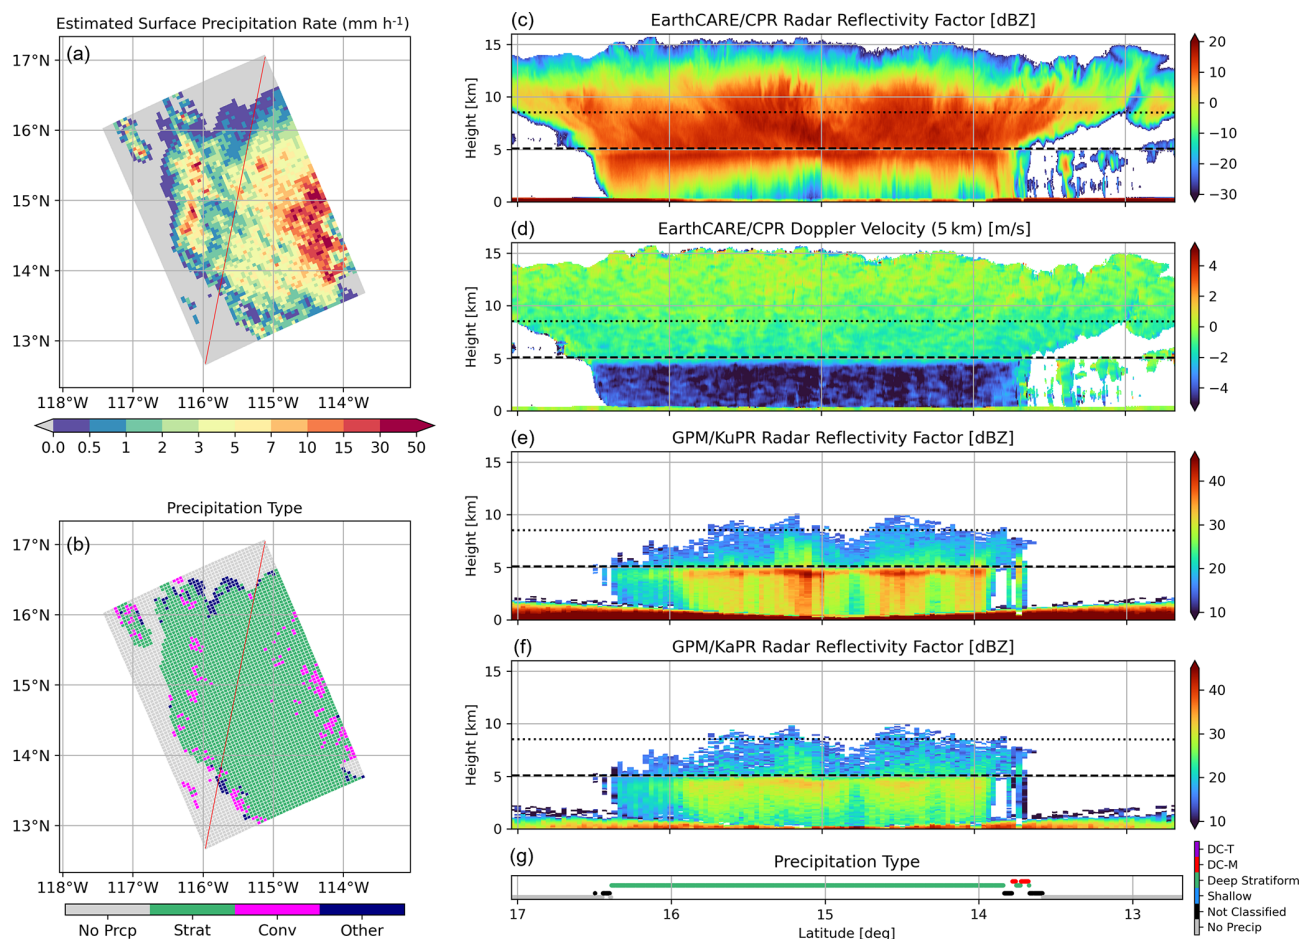 Estimated Surface Precipitation Rate (mm h-1)
(a)
17°N
16°N
15°N
14°N
13°N
118°W 117°W 116°W 115°W 114°W
0.0 0.5 1 2 3 5 7 10 15 30 50
Precipitation Type
(b)
17°N
16°N
15°N
14°N
13°N
118°W 117°W 116°W 115°W 114°W
No Prcp Strat Conv Other
(c) EarthCARE/CPR Radar Reflectivity Factor [dBZ]
Height [km]
15
10
5
0
20
10
0
−10
−20
−30
(d) EarthCARE/CPR Doppler Velocity (5 km) [m/s]
Height [km]
15
10
5
0
4
2
0
−2
−4
(e) GPM/KuPR Radar Reflectivity Factor [dBZ]
Height [km]
15
10
5
0
40
30
20
10
(f) GPM/KaPR Radar Reflectivity Factor [dBZ]
Height [km]
15
10
5
0
40
30
20
10
(g) Precipitation Type
DC-T
DC-M
Deep Stratiform
Shallow
Not Classified
No Precip
17 16 15 14 13
Latitude [deg]